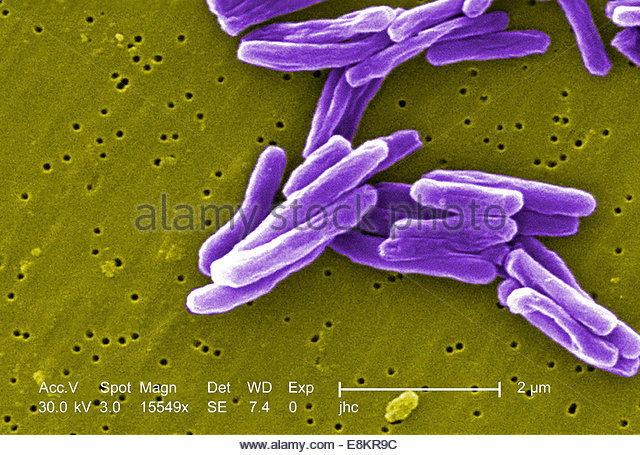 alamy stock photo
Acc.V Spot Magn Det WD Exp 2 µm
30.0 kV 3.0 15549x SE 7.4 0 jhc
© www.alamy.com - E8KR9C